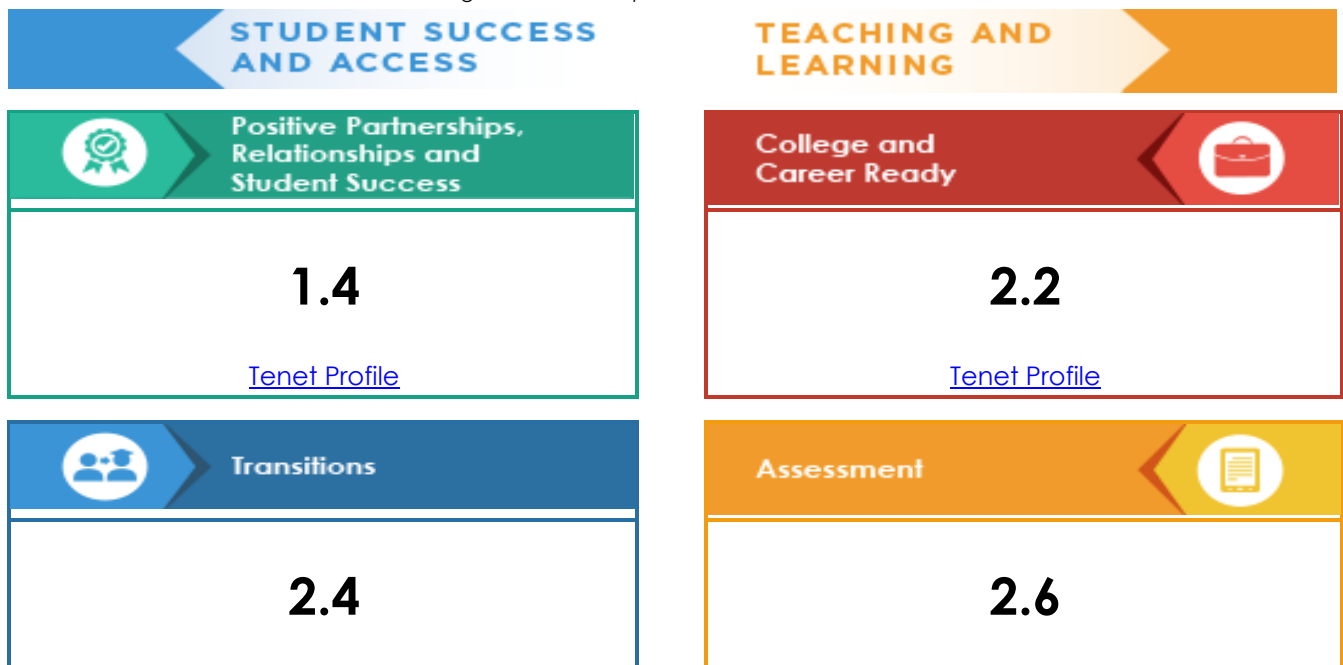 STUDENT SUCCESS
AND ACCESS
TEACHING AND
LEARNING
Positive Partnerships,
Relationships and
Student Success
College and
Career Ready
1.4
2.2
Tenet Profile
Tenet Profile
Transitions
Assessment
2.4
2.6